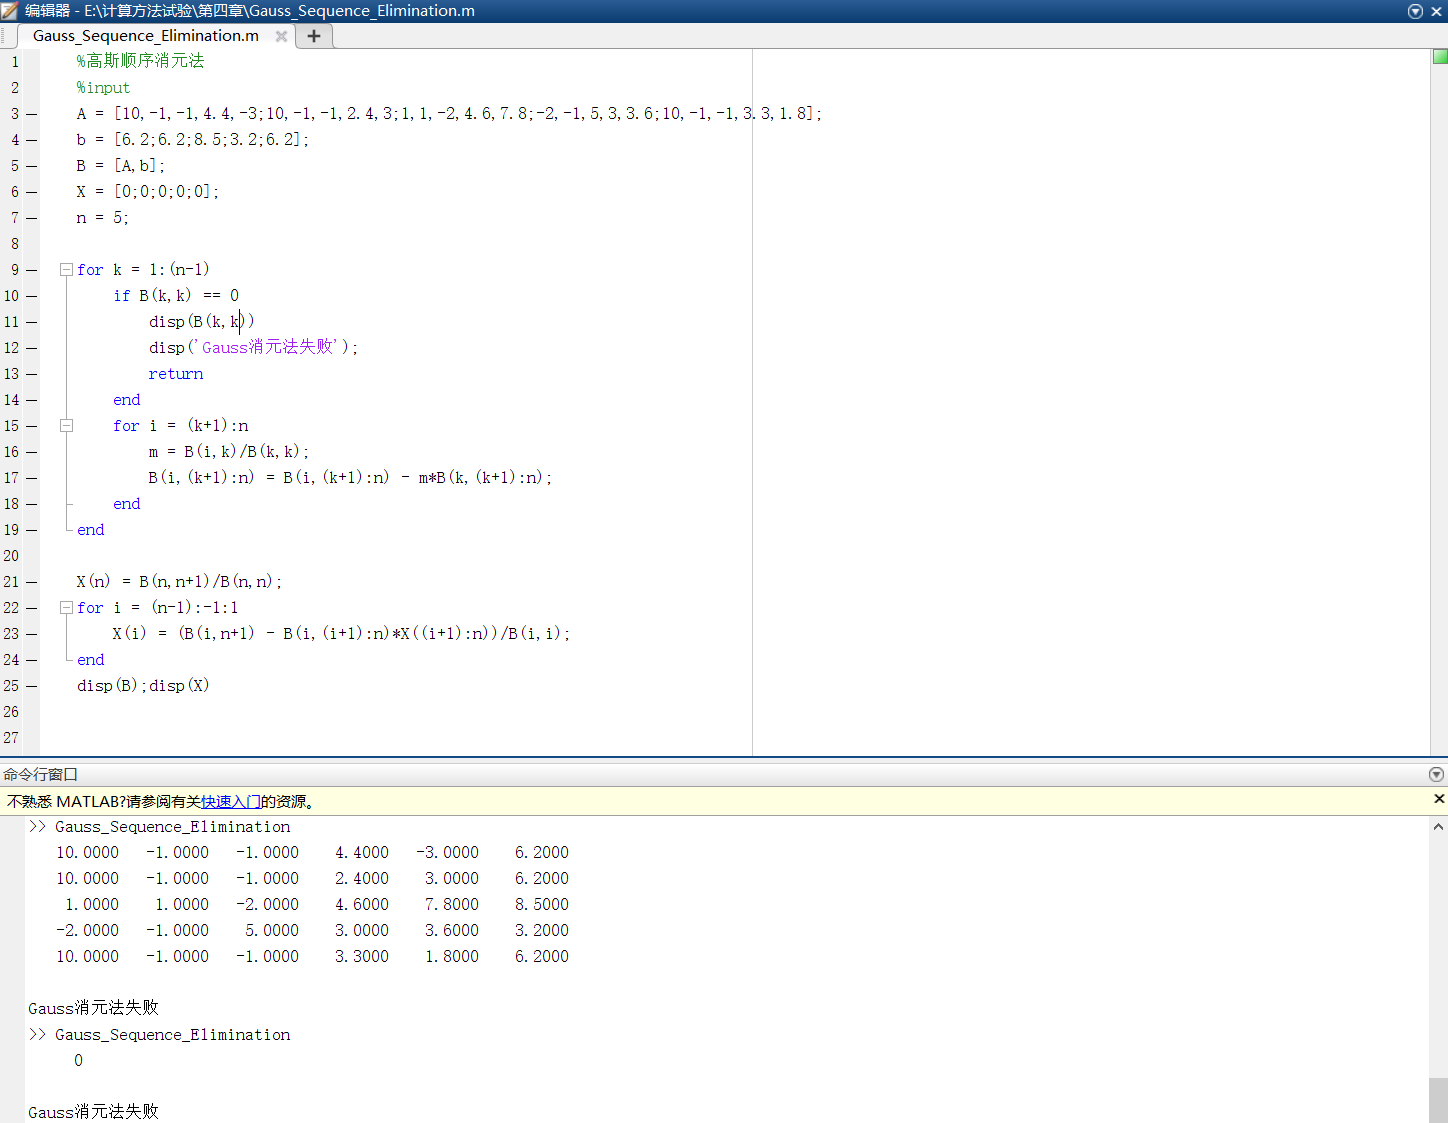 编辑器 - E:\计算方法试验\第四章\Gauss_Sequence_Elimination.m
Gauss_Sequence_Elimination.m
1 %高斯顺序消元法
2 %input
3 A = [10,-1,-1,4.4,-3;10,-1,-1,2.4,3;1,1,-2,4.6,7.8;-2,-1,5,3,3.6;10,-1,-1,3.3,1.8];
4 b = [6.2;6.2;8.5;3.2;6.2];
5 B = [A,b];
6 X = [0;0;0;0;0];
7 n = 5;
8
9 for k = 1:(n-1)
10 if B(k,k) == 0
11 disp(B(k,k))
12 disp('Gauss消元法失败');
13 return
14 end
15 for i = (k+1):n
16 m = B(i,k)/B(k,k);
17 B(i,(k+1):n) = B(i,(k+1):n) - m*B(k,(k+1):n);
18 end
19 end
20
21 X(n) = B(n,n+1)/B(n,n);
22 for i = (n-1):-1:1
23 X(i) = (B(i,n+1) - B(i,(i+1):n)*X((i+1):n))/B(i,i);
24 end
25 disp(B);disp(X)
26
27
命令行窗口
不熟悉 MATLAB?请参阅有关快速入门的资源。
>> Gauss_Sequence_Elimination
10.0000 -1.0000 -1.0000 4.4000 -3.0000 6.2000
10.0000 -1.0000 -1.0000 2.4000 3.0000 6.2000
1.0000 1.0000 -2.0000 4.6000 7.8000 8.5000
-2.0000 -1.0000 5.0000 3.0000 3.6000 3.2000
10.0000 -1.0000 -1.0000 3.3000 1.8000 6.2000
Gauss消元法失败
>> Gauss_Sequence_Elimination
0
Gauss消元法失败